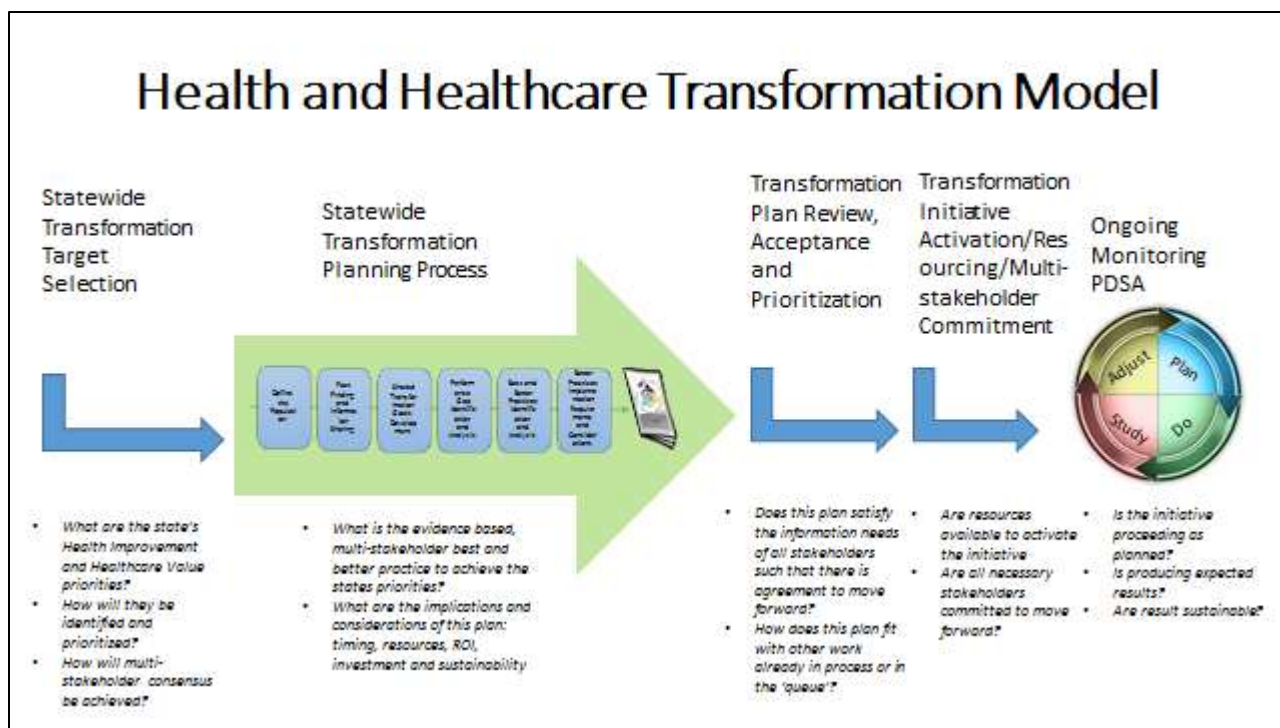 Health and Healthcare Transformation Model
Statewide
Transformation
Target
Selection
Statewide
Transformation
Planning Process
Transformation
Plan Review,
Acceptance
and
Prioritization
Transformation
Initiative
Activation/Res
ourcing/Multi-
stakeholder
Commitment
Ongoing
Monitoring
PDSA
Adjust
Plan
Study
Do
• What are the state's
Health Improvement
and Healthcare Value
priorities?
• How will they be
identified and
prioritized?
• How will multi-
stakeholder consensus
be achieved?
• What is the evidence based,
multi-stakeholder best and
better practice to achieve the
states priorities?
• What are the implications and
considerations of this plan:
timing, resources, ROI,
investment and sustainability
• Does this plan satisfy
the information needs
of all stakeholders
such that there is
agreement to move
forward?
• How does this plan fit
with other work
already in process or in
the 'queue'?
• Are resources
available to activate
the initiative
• Are all necessary
stakeholders
committed to move
forward?
• Is the initiative
proceeding as
planned?
• Is producing expected
results?
• Are result sustainable?